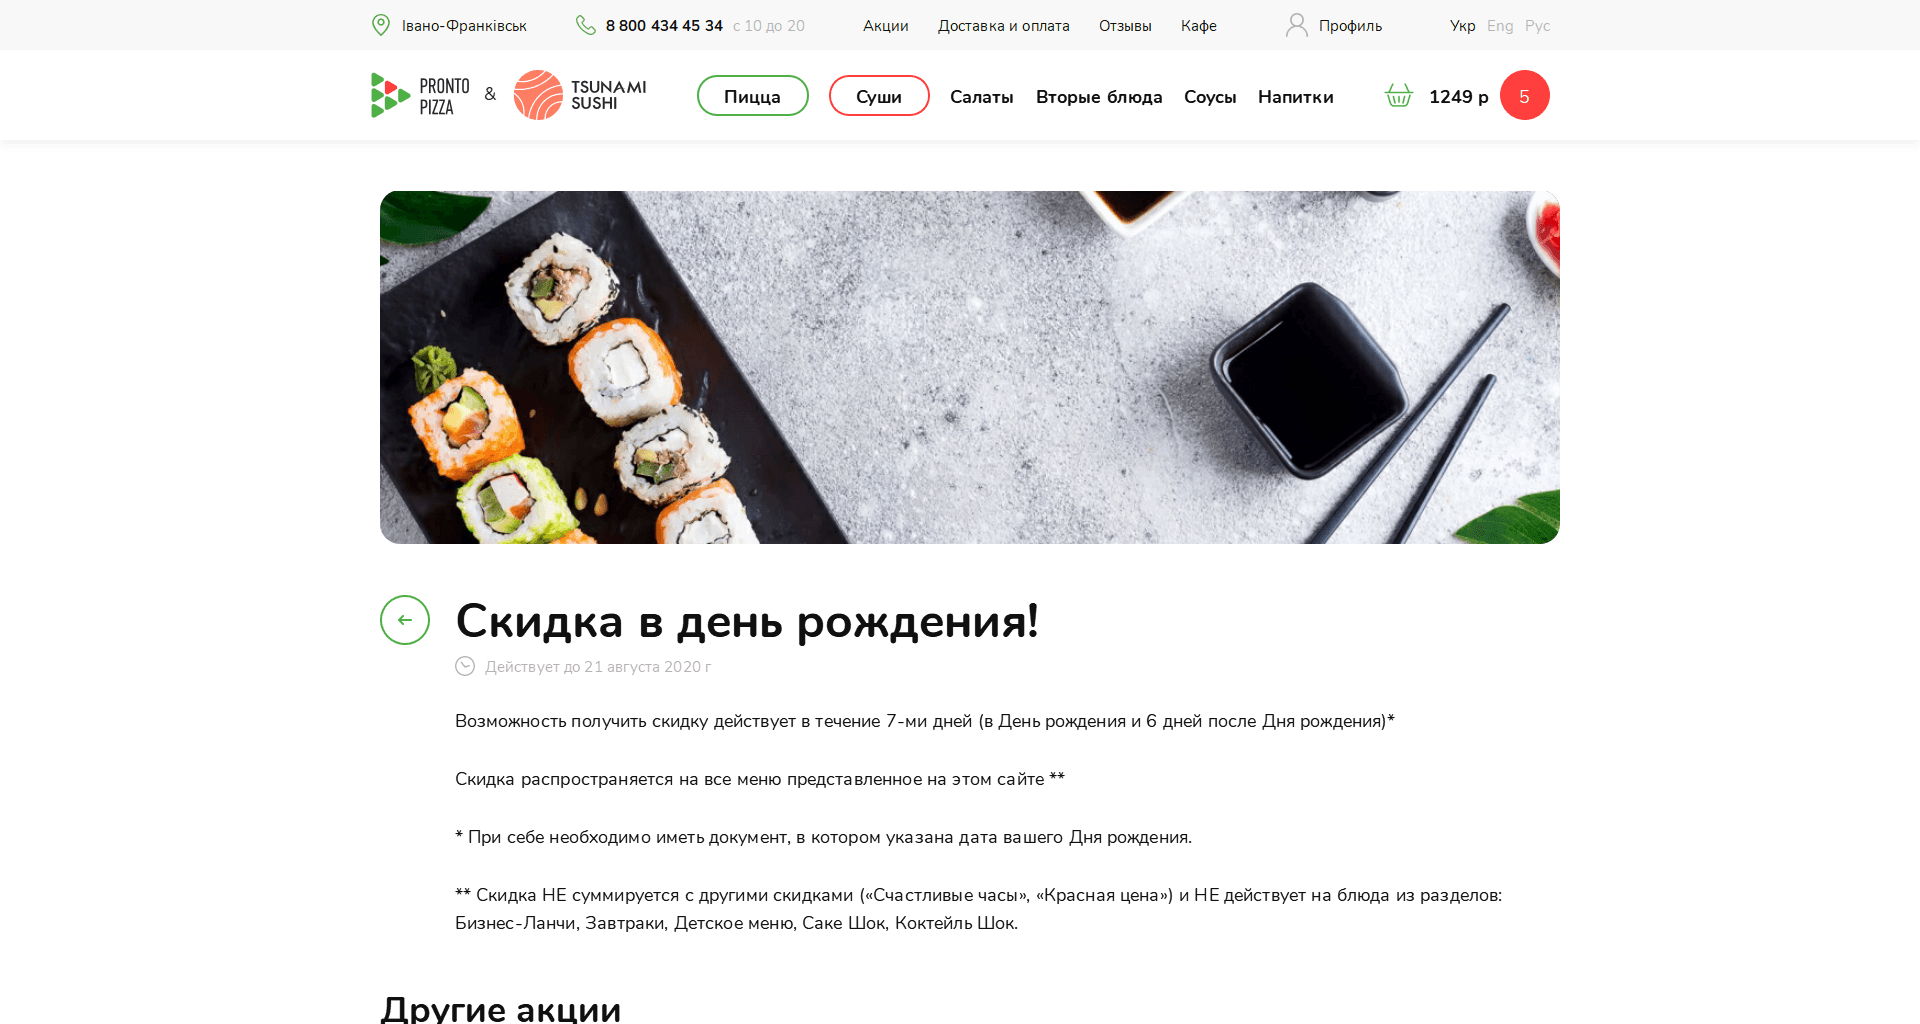 Івано-Франківськ 8 800 434 45 34 с 10 до 20 Акции Доставка и оплата Отзывы Кафе Профиль Укр Eng Рус
PRONTO PIZZA & TSUNAMI SUSHI Пицца Суши Салаты Вторые блюда Соусы Напитки 1249 р 5
Скидка в день рождения!
Действует до 21 августа 2020 г
Возможность получить скидку действует в течение 7-ми дней (в День рождения и 6 дней после Дня рождения)*
Скидка распространяется на все меню представленное на этом сайте **
* При себе необходимо иметь документ, в котором указана дата вашего Дня рождения.
** Скидка НЕ суммируется с другими скидками («Счастливые часы», «Красная цена») и НЕ действует на блюда из разделов:
Бизнес-Ланчи, Завтраки, Детское меню, Саке Шок, Коктейль Шок.
Другие акции